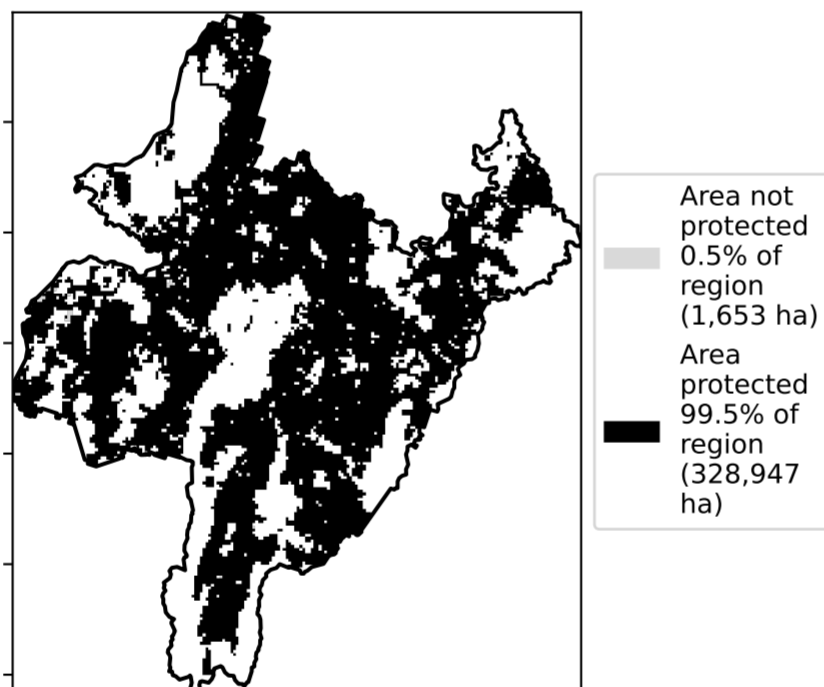 Area not
protected
0.5% of
region
(1,653 ha)
Area
protected
99.5% of
region
(328,947
ha)